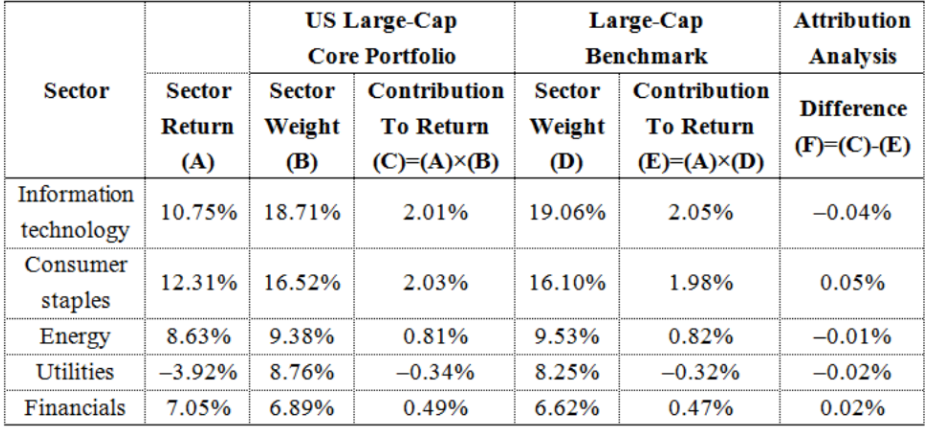 US Large-Cap Core Portfolio Large-Cap Benchmark Attribution Analysis
Sector Sector Return (A) Sector Weight (B) Contribution To Return (C)=(A)×(B) Sector Weight (D) Contribution To Return (E)=(A)×(D) Difference (F)=(C)-(E)
Information technology 10.75% 18.71% 2.01% 19.06% 2.05% –0.04%
Consumer staples 12.31% 16.52% 2.03% 16.10% 1.98% 0.05%
Energy 8.63% 9.38% 0.81% 9.53% 0.82% –0.01%
Utilities –3.92% 8.76% –0.34% 8.25% –0.32% –0.02%
Financials 7.05% 6.89% 0.49% 6.62% 0.47% 0.02%